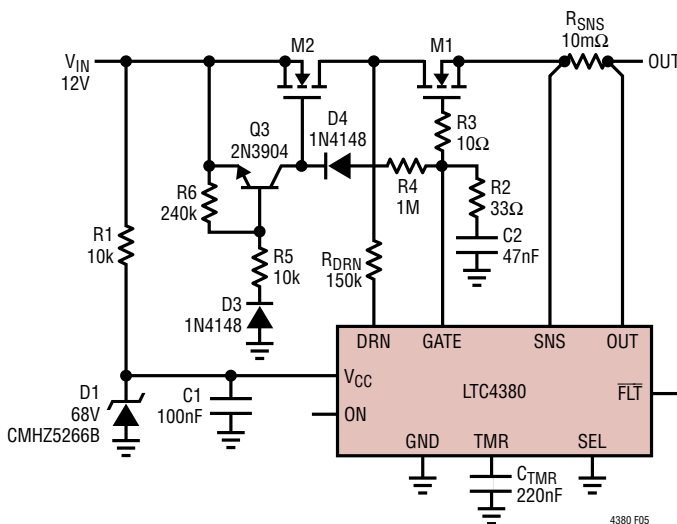 VIN
12V
M2
M1
RSNS
10mΩ
OUT
Q3
2N3904
D4
1N4148
R3
10Ω
R6
240k
R4
1M
R2
33Ω
R1
10k
C2
47nF
R5
10k
RDRN
150k
D3
1N4148
DRN
GATE
SNS
OUT
VCC
LTC4380
FLT
D1
68V
CMHZ5266B
C1
100nF
ON
GND
TMR
SEL
CTMR
220nF
4380 F05